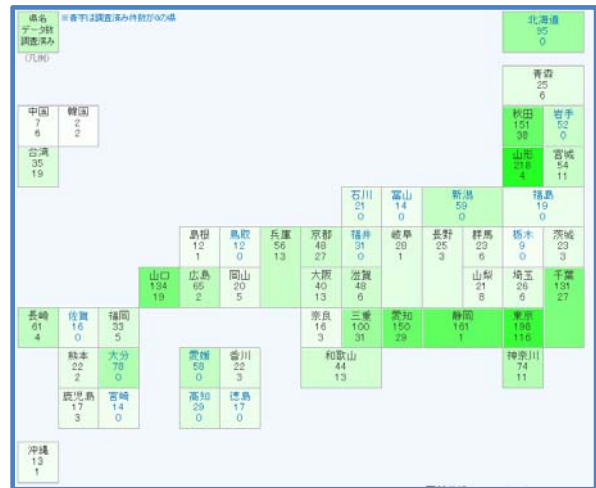 県名
データ数
調査済み
(凡例)
※青字は調査済み件数が0の県
北海道
95
0
青森
25
6
中国
7
6
韓国
2
2
秋田
151
38
岩手
52
0
台湾
35
19
山形
218
4
宮城
54
11
石川
21
0
富山
14
0
新潟
59
0
福島
19
0
島根
12
1
鳥取
12
0
兵庫
56
13
京都
48
27
福井
31
0
岐阜
28
1
長野
25
3
群馬
23
6
栃木
9
0
茨城
23
3
山口
134
19
広島
65
2
岡山
20
5
大阪
40
13
滋賀
48
6
山梨
21
8
埼玉
26
6
千葉
131
27
長崎
61
4
佐賀
16
0
福岡
33
5
奈良
16
3
三重
100
31
愛知
150
29
静岡
161
1
東京
198
116
熊本
22
2
大分
78
0
愛媛
58
0
香川
22
3
和歌山
44
13
神奈川
74
11
鹿児島
17
3
宮崎
14
0
高知
29
0
徳島
17
0
沖縄
13
1